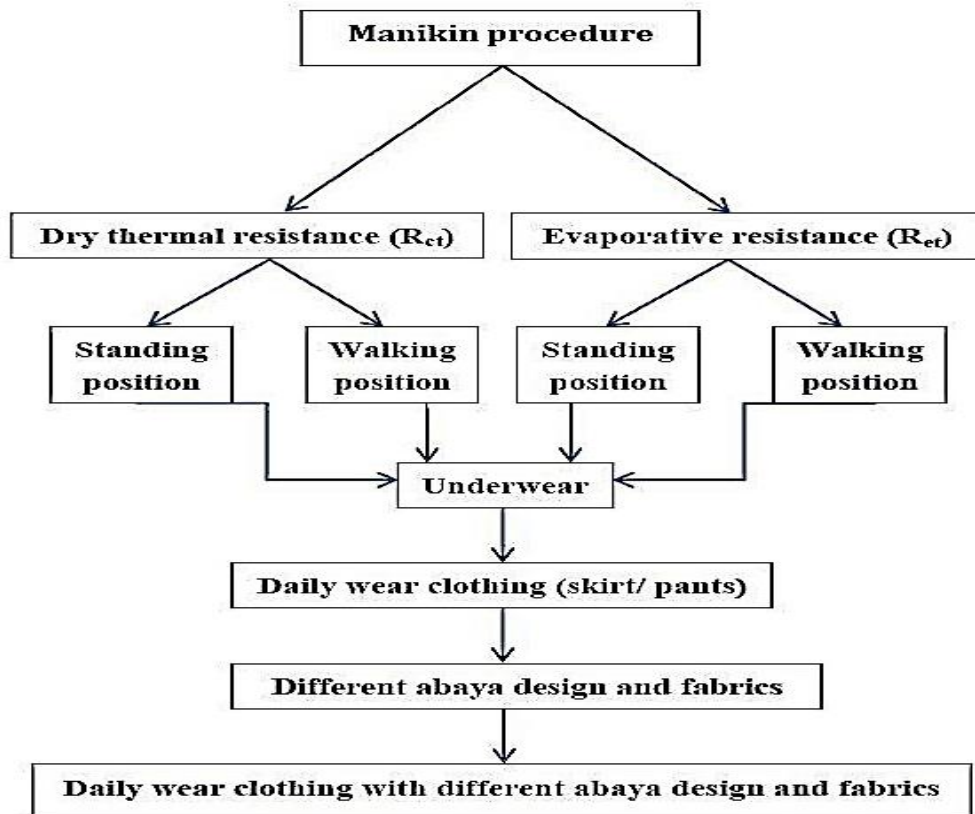 Manikin procedure
Dry thermal resistance (Rct)
Evaporative resistance (Ret)
Standing
position
Walking
position
Standing
position
Walking
position
Underwear
Daily wear clothing (skirt/ pants)
Different abaya design and fabrics
Daily wear clothing with different abaya design and fabrics